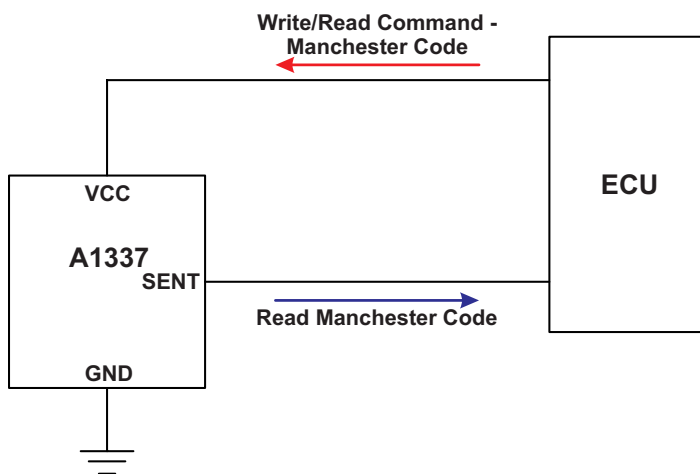 Write/Read Command -
Manchester Code
VCC
ECU
A1337
SENT
Read Manchester Code
GND